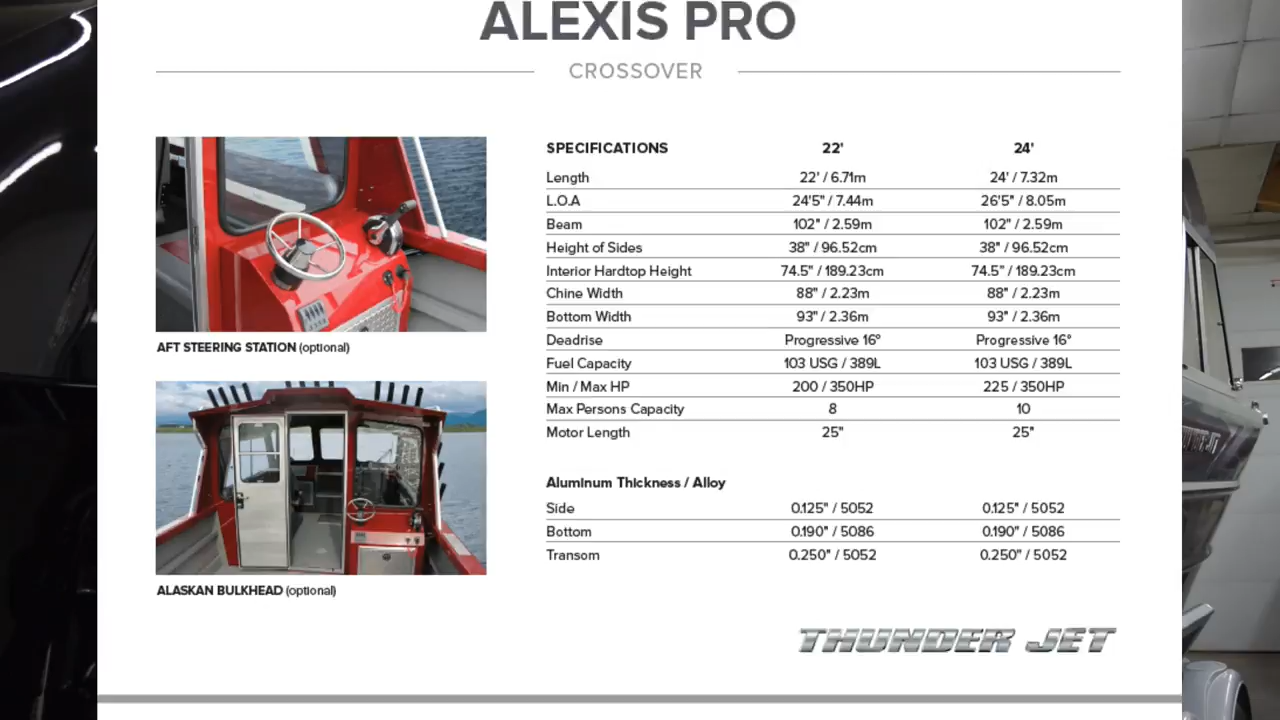 ALEXIS PRO
CROSSOVER
AFT STEERING STATION (optional)
ALASKAN BULKHEAD (optional)
SPECIFICATIONS 22' 24'
Length 22' / 6.71m 24' / 7.32m
L.O.A 24'5" / 7.44m 26'5" / 8.05m
Beam 102" / 2.59m 102" / 2.59m
Height of Sides 38" / 96.52cm 38" / 96.52cm
Interior Hardtop Height 74.5" / 189.23cm 74.5" / 189.23cm
Chine Width 88" / 2.23m 88" / 2.23m
Bottom Width 93" / 2.36m 93" / 2.36m
Deadrise Progressive 16° Progressive 16°
Fuel Capacity 103 USG / 389L 103 USG / 389L
Min / Max HP 200 / 350HP 225 / 350HP
Max Persons Capacity 8 10
Motor Length 25" 25"
Aluminum Thickness / Alloy
Side 0.125" / 5052 0.125" / 5052
Bottom 0.190" / 5086 0.190" / 5086
Transom 0.250" / 5052 0.250" / 5052
THUNDER JET